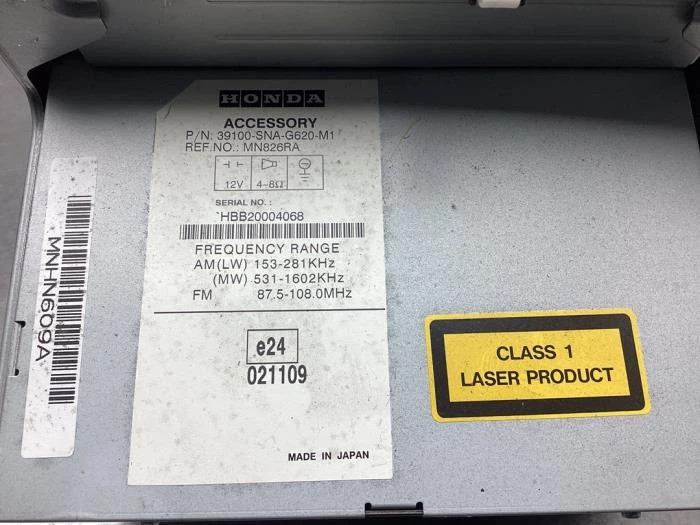 HONDA
ACCESSORY
P/N: 39100-SNA-G620-M1
REF.NO.: MN826RA
12V 4~8Ω
SERIAL NO.:
HBB20004068
FREQUENCY RANGE
AM(LW) 153-281KHz
(MW) 531-1602KHz
FM 87.5-108.0MHz
e24
021109
MADE IN JAPAN
MNHN609A
CLASS 1
LASER PRODUCT